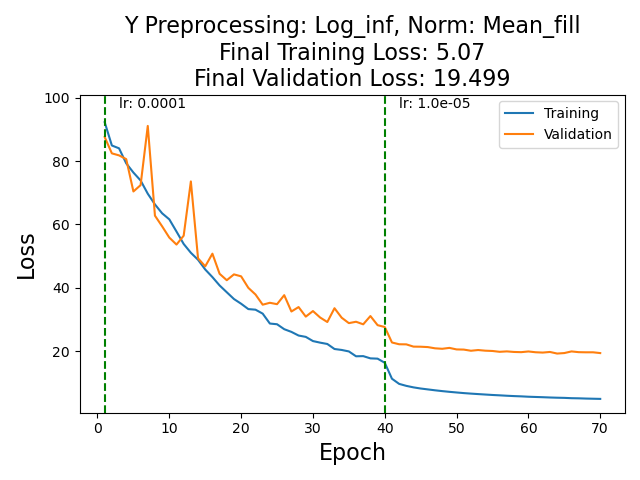 Y Preprocessing: Log_inf, Norm: Mean_fill
Final Training Loss: 5.07
Final Validation Loss: 19.499
lr: 0.0001
lr: 1.0e-05
Training
Validation
100
80
60
40
20
Loss
0
10
20
30
40
50
60
70
Epoch